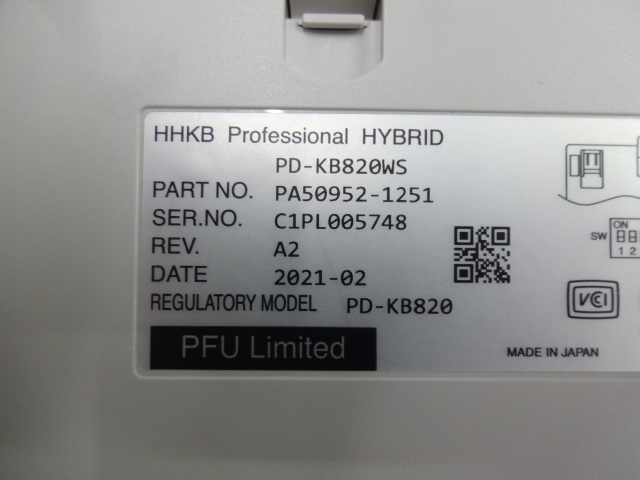 HHKB Professional HYBRID
PD-KB820WS
PART NO. PA50952-1251
SER.NO. C1PL005748
REV. A2
DATE 2021-02
REGULATORY MODEL PD-KB820
PFU Limited
ON
SW
1 2
VCI
MADE IN JAPAN